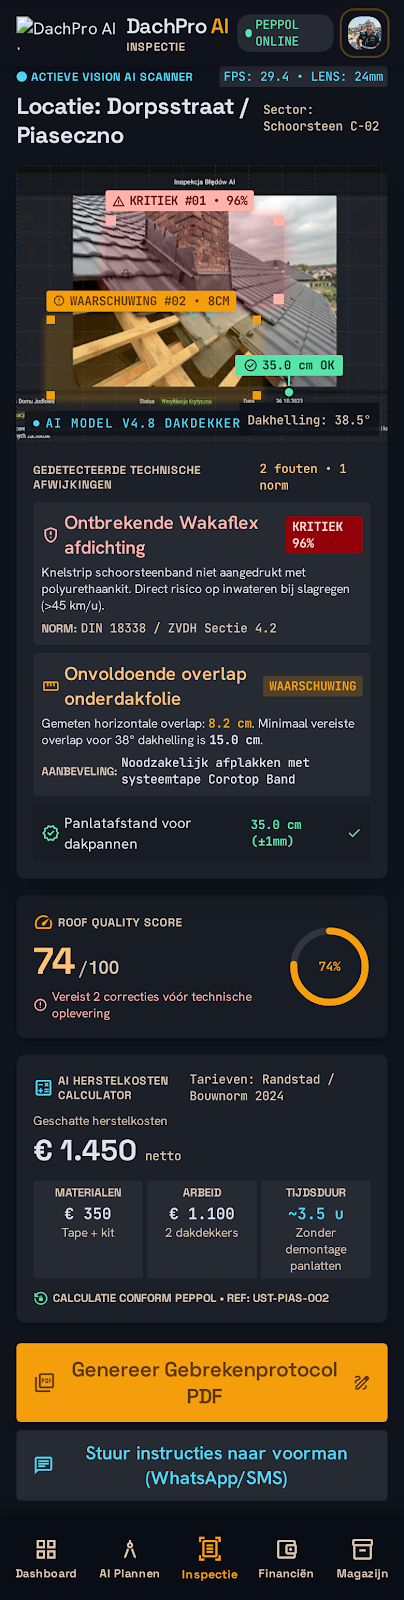 DachPro AI
.
DachPro AI
INSPECTIE
PEPPOL
ONLINE
ACTIEVE VISION AI SCANNER
FPS: 29.4 • LENS: 24mm
Locatie: Dorpsstraat /
Piaseczno
Sector:
Schoorsteen C-02
Inspekcja Błędów AI
KRITIEK #01 • 96%
WAARSCHUWING #02 • 8CM
35.0 cm OK
Domu Jodłowa
Status
Weryfikacja Krytyczna
Data
AI MODEL V4.8 DAKDEKKER
Dakhelling: 38.5°
GEDETECTEERDE TECHNISCHE
AFWIJKINGEN
2 fouten • 1
norm
Ontbrekende Wakaflex
afdichting
KRITIEK
96%
Knelstrip schoorsteenband niet aangedrukt met
polyurethaankit. Direct risico op inwateren bij slagregen
(>45 km/u).
NORM: DIN 18338 / ZVDH Sectie 4.2
Onvoldoende overlap
onderdakfolie
WAARSCHUWING
Gemeten horizontale overlap: 8.2 cm. Minimaal vereiste
overlap voor 38° dakhelling is 15.0 cm.
AANBEVELING: Noodzakelijk afplakken met
systeemtape Corotop Band
Panlatafstand voor
dakpannen
35.0 cm
(±1mm)
ROOF QUALITY SCORE
74/100
74%
Vereist 2 correcties vóór technische
oplevering
AI HERSTELKOSTEN
CALCULATOR
Tarieven: Randstad /
Bouwnorm 2024
Geschatte herstelkosten
€ 1.450 netto
MATERIALEN
€ 350
Tape + kit
ARBEID
€ 1.100
2 dakdekkers
TIJDSDUUR
~3.5 u
Zonder
demontage
panlatten
CALCULATIE CONFORM PEPPOL • REF: UST-PIAS-002
PDF
Genereer Gebrekenprotocol
PDF
Stuur instructies naar voorman
(WhatsApp/SMS)
Dashboard
AI Plannen
Inspectie
Financiën
Magazijn